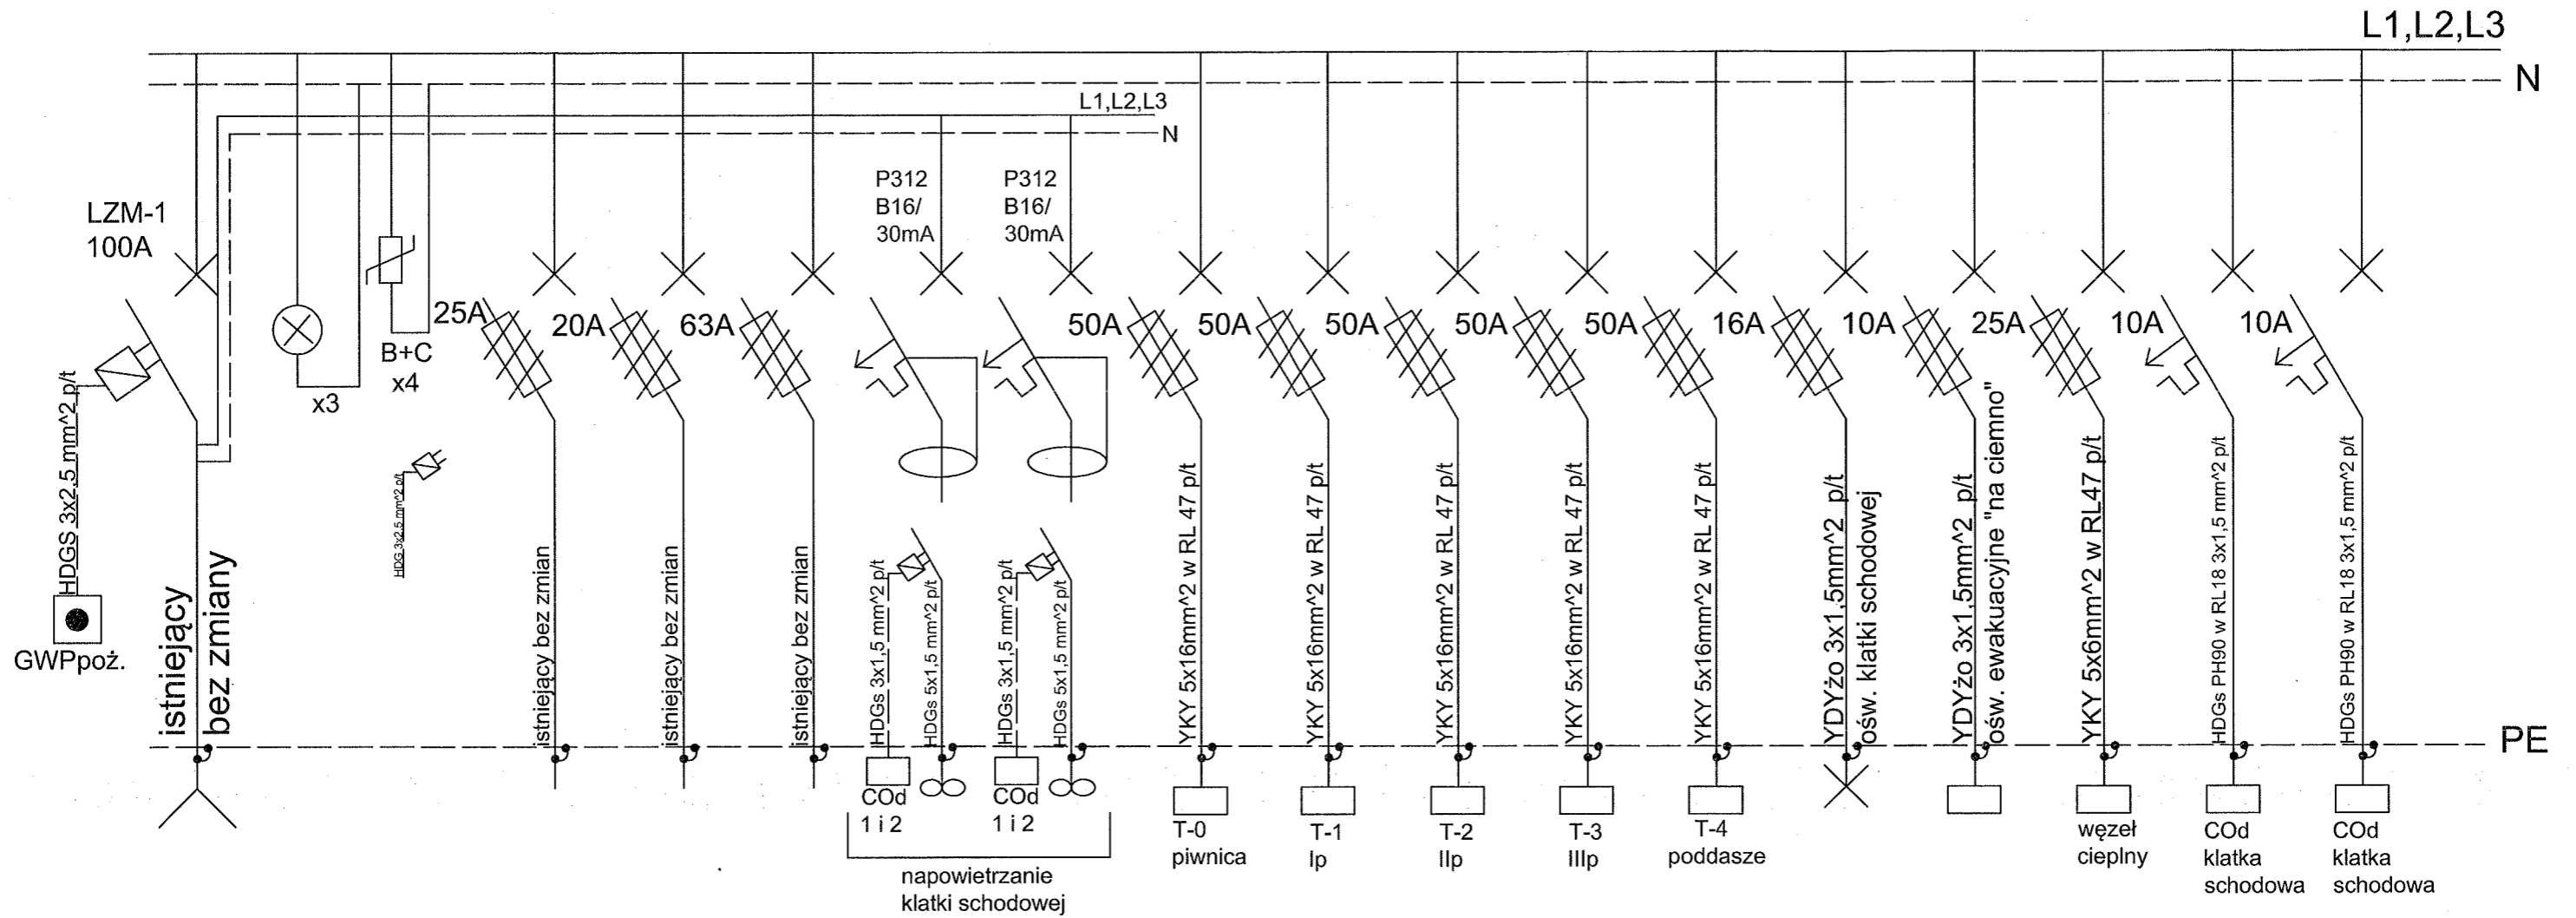 L1,L2,L3
N
L1,L2,L3
N
LZM-1
100A
HDGS 3x2,5 mm^2 p/t
GWPpoż.
istniejący
bez zmiany
x3
B+C
x4
HDG 3x2,5 mm^2 p/t
25A
istniejący bez zmian
20A
istniejący bez zmian
63A
istniejący bez zmian
P312
B16/
30mA
HDGs 3x1,5 mm^2 p/t
HDGs 5x1,5 mm^2 p/t
COd
1 i 2
P312
B16/
30mA
HDGs 3x1,5 mm^2 p/t
HDGs 5x1,5 mm^2 p/t
COd
1 i 2
napowietrzanie
klatki schodowej
50A
YKY 5x16mm^2 w RL 47 p/t
T-0
piwnica
50A
YKY 5x16mm^2 w RL 47 p/t
T-1
Ip
50A
YKY 5x16mm^2 w RL 47 p/t
T-2
IIp
50A
YKY 5x16mm^2 w RL 47 p/t
T-3
IIIp
50A
YKY 5x16mm^2 w RL 47 p/t
T-4
poddasze
16A
YDYżo 3x1,5mm^2 p/t
ośw. klatki schodowej
10A
YDYżo 3x1,5mm^2 p/t
ośw. ewakuacyjne "na ciemno"
25A
YKY 5x6mm^2 w RL47 p/t
węzeł
cieplny
10A
HDGs PH90 w RL18 3x1,5 mm^2 p/t
COd
klatka
schodowa
10A
HDGs PH90 w RL18 3x1,5 mm^2 p/t
COd
klatka
schodowa
PE